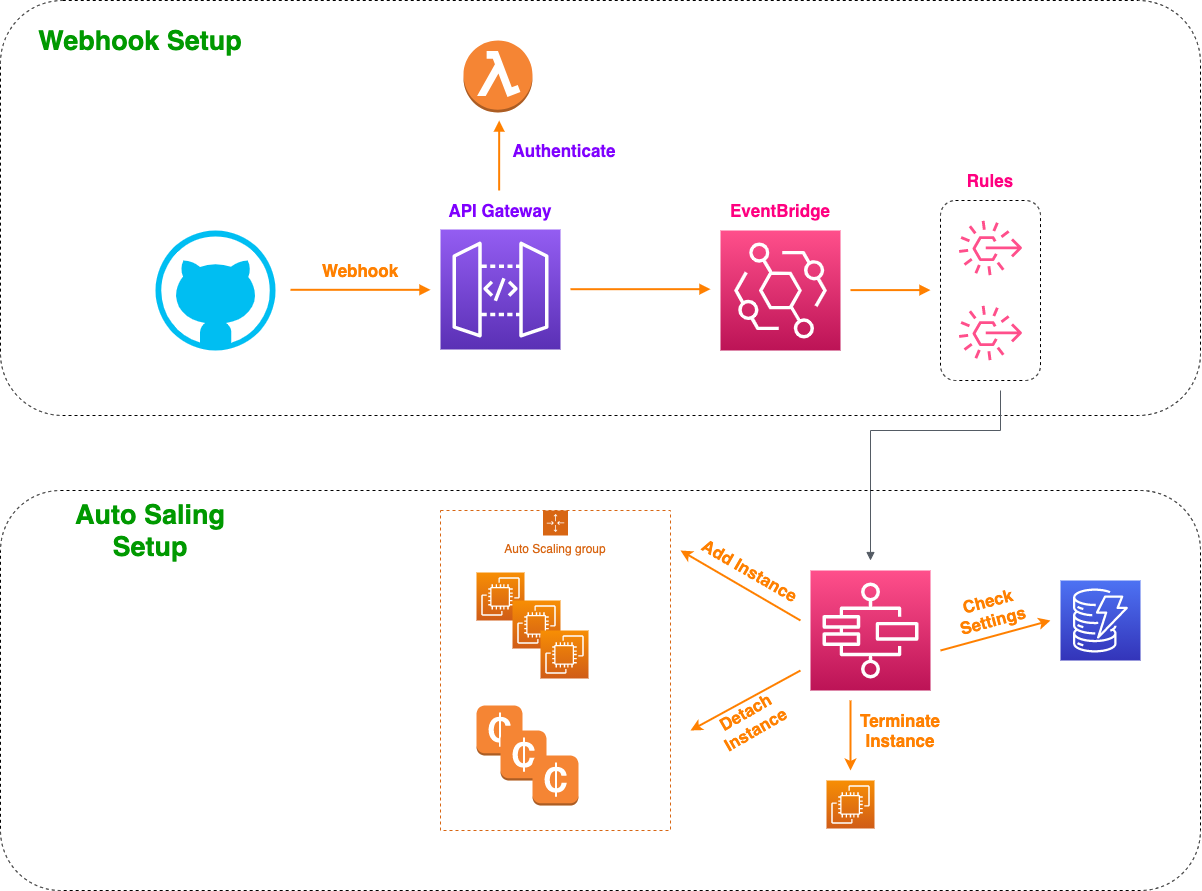 Webhook Setup
Authenticate
Rules
API Gateway
EventBridge
Webhook
Auto Saling
Setup
Auto Scaling group
Add Instance
Check
Settings
Detach
Instance
Terminate
Instance